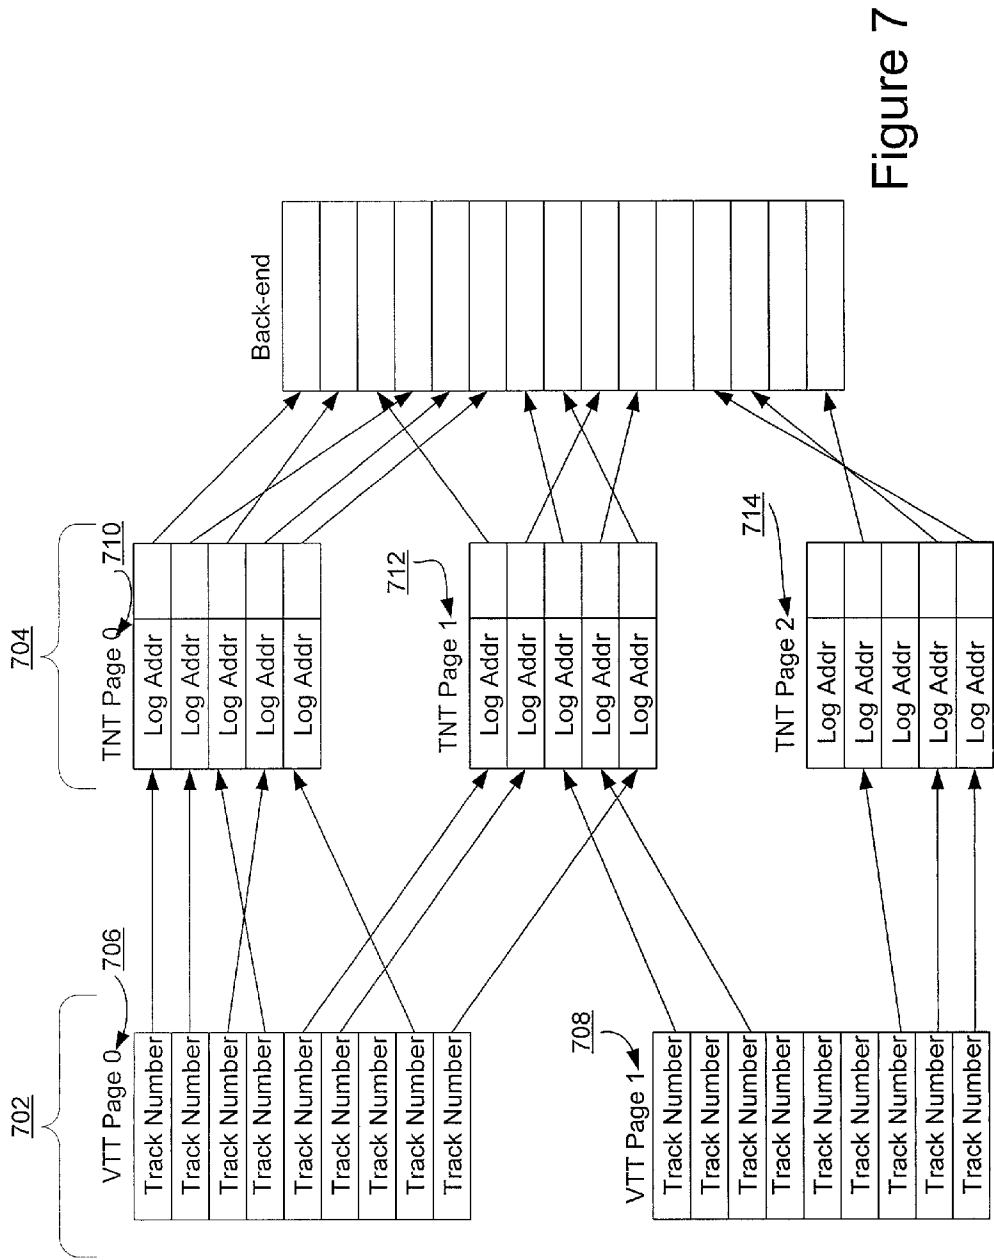 702
VTT Page 0
706
Track Number
Track Number
Track Number
Track Number
Track Number
Track Number
Track Number
Track Number
Track Number
VTT Page 1
708
Track Number
Track Number
Track Number
Track Number
Track Number
Track Number
Track Number
Track Number
Track Number
704
TNT Page 0
710
Log Addr
Log Addr
Log Addr
Log Addr
Log Addr
TNT Page 1
712
Log Addr
Log Addr
Log Addr
Log Addr
Log Addr
TNT Page 2
714
Log Addr
Log Addr
Log Addr
Log Addr
Log Addr
Back-end
Figure 7